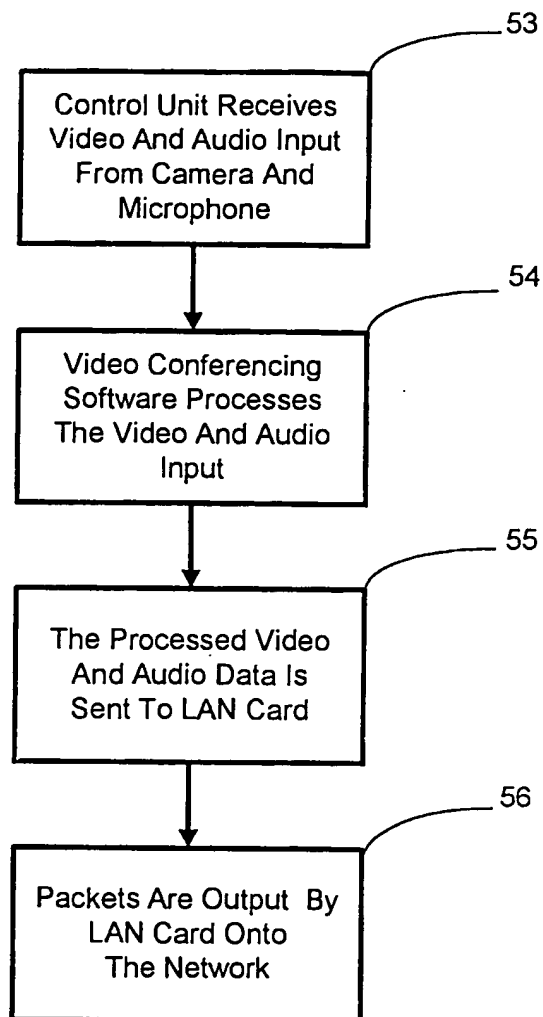 53
Control Unit Receives
Video And Audio Input
From Camera And
Microphone
54
Video Conferencing
Software Processes
The Video And Audio
Input
55
The Processed Video
And Audio Data Is
Sent To LAN Card
56
Packets Are Output By
LAN Card Onto
The Network